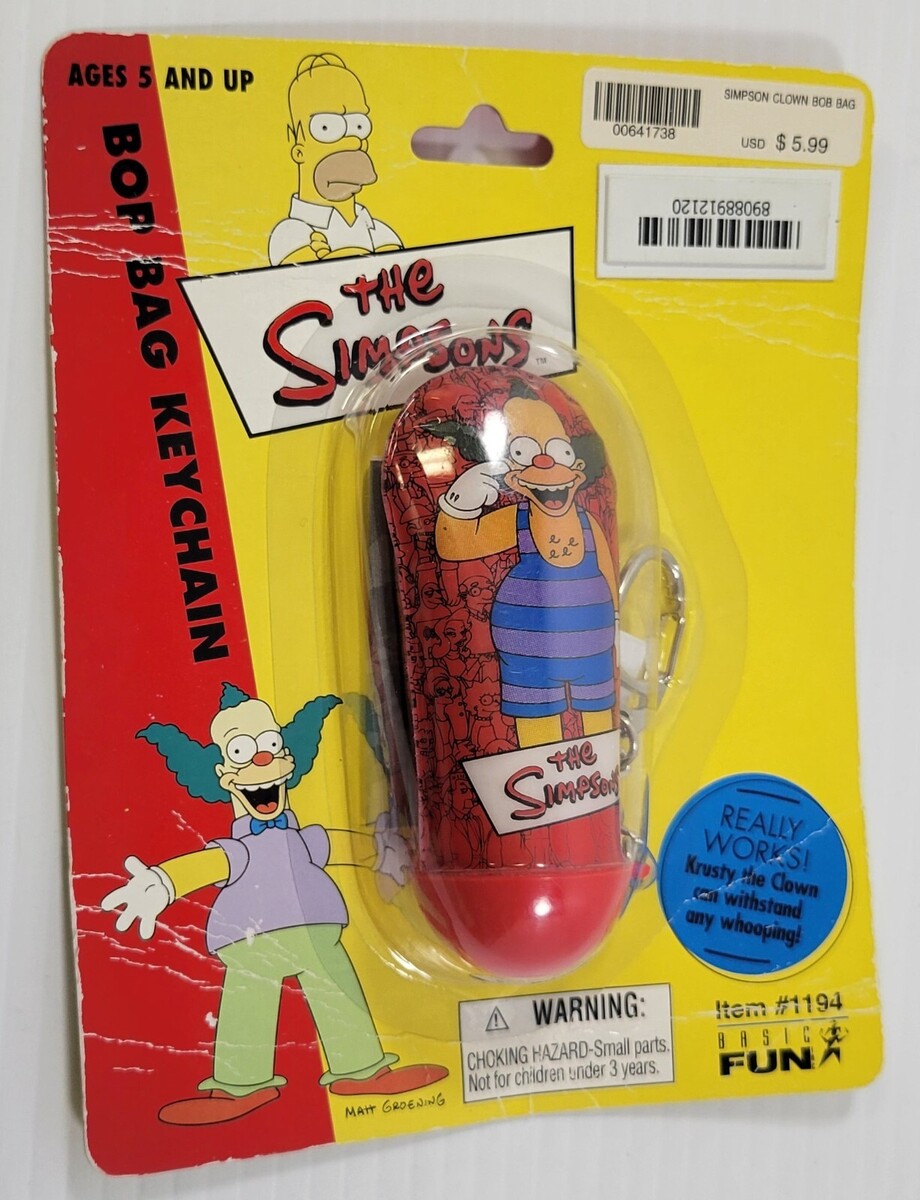 AGES 5 AND UP
BOP BAG KEYCHAIN
SIMPSON CLOWN BOB BAG
00641738
USD $ 5.99
8908891212120
THE
SIMPSONS
TM
THE
SIMPSONS
REALLY
WORKS!
Krusty the Clown
can withstand
any whooping!
Item #1194
BASIC
FUN
WARNING:
CHOKING HAZARD-Small parts.
Not for children under 3 years.
MATT GROENING